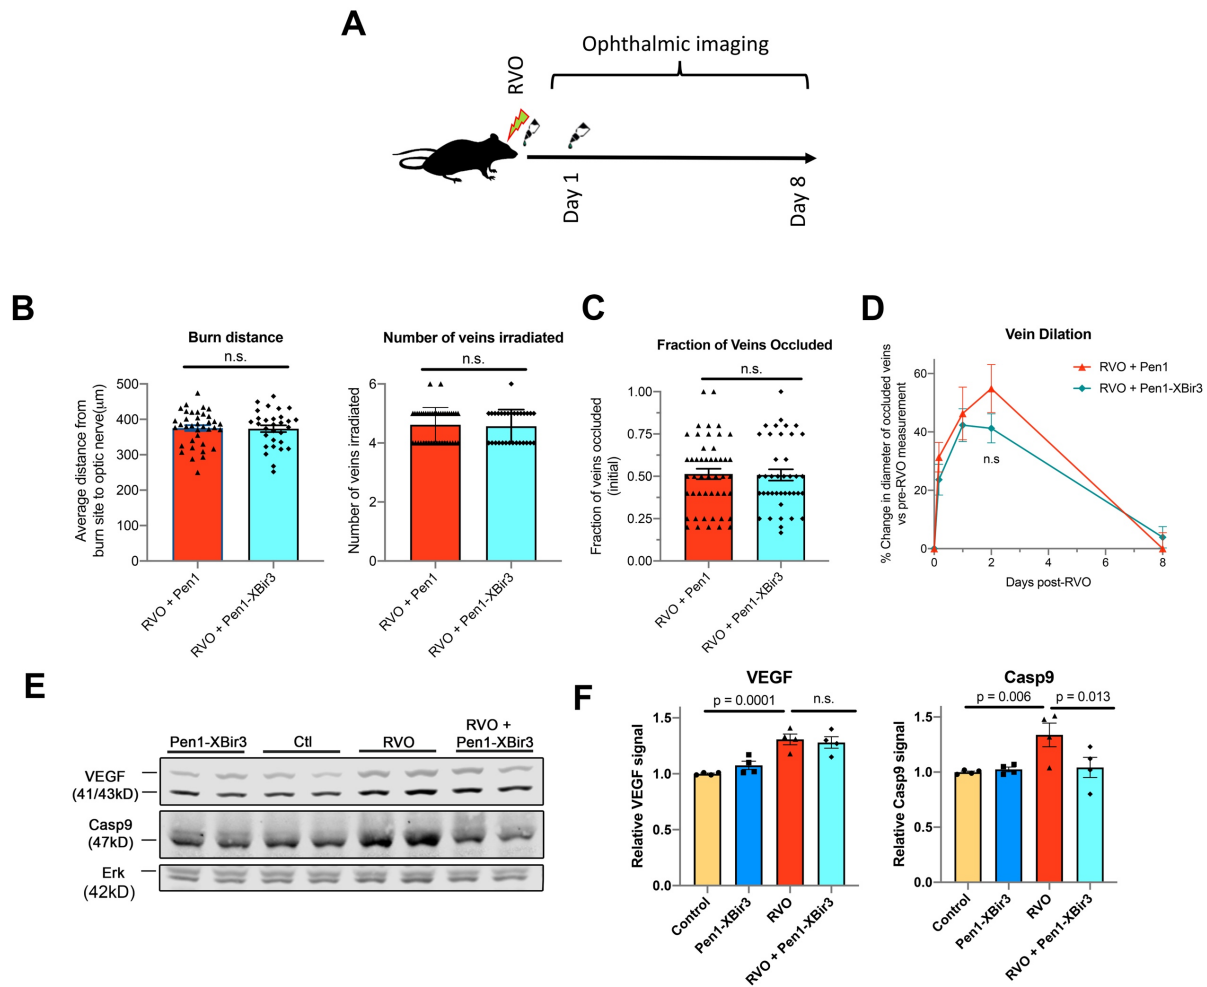 A
Ophthalmic imaging
RVO
Day 1
Day 8
B
Burn distance
n.s.
Average distance from
burn site to optic nerve(μm)
500
400
300
200
100
0
RVO + Pen1
RVO + Pen1-XBir3
Number of veins irradiated
n.s.
Number of veins irradiated
6
4
2
0
RVO + Pen1
RVO + Pen1-XBir3
C
Fraction of Veins Occluded
n.s.
Fraction of veins occluded
(initial)
1.00
0.75
0.50
0.25
0.00
RVO + Pen1
RVO + Pen1-XBir3
D
Vein Dilation
% Change in diameter of occluded veins
vs pre-RVO measurement
60
40
20
0
RVO + Pen1
RVO + Pen1-XBir3
n.s
0 2 4 6 8
Days post-RVO
E
Pen1-XBir3 Ctl RVO RVO +
Pen1-XBir3
VEGF
(41/43kD)
Casp9
(47kD)
Erk
(42kD)
F
VEGF
p = 0.0001 n.s.
Relative VEGF signal
1.5
1.0
0.5
0.0
Control
Pen1-XBir3
RVO
RVO + Pen1-XBir3
Casp9
p = 0.006 p = 0.013
Relative Casp9 signal
1.5
1.0
0.5
0.0
Control
Pen1-XBir3
RVO
RVO + Pen1-XBir3